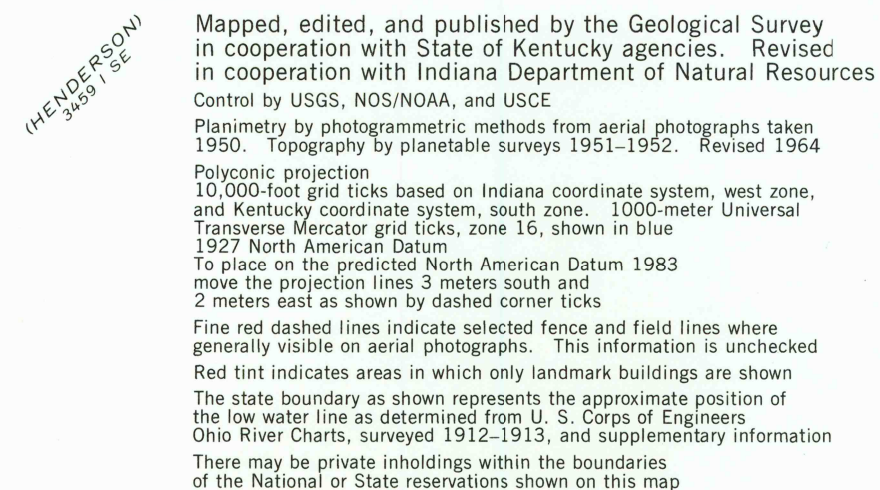 (HENDERSON)
3459 I SE
Mapped, edited, and published by the Geological Survey
in cooperation with State of Kentucky agencies. Revised
in cooperation with Indiana Department of Natural Resources
Control by USGS, NOS/NOAA, and USCE
Planimetry by photogrammetric methods from aerial photographs taken
1950. Topography by planetable surveys 1951–1952. Revised 1964
Polyconic projection
10,000-foot grid ticks based on Indiana coordinate system, west zone,
and Kentucky coordinate system, south zone. 1000-meter Universal
Transverse Mercator grid ticks, zone 16, shown in blue
1927 North American Datum
To place on the predicted North American Datum 1983
move the projection lines 3 meters south and
2 meters east as shown by dashed corner ticks
Fine red dashed lines indicate selected fence and field lines where
generally visible on aerial photographs. This information is unchecked
Red tint indicates areas in which only landmark buildings are shown
The state boundary as shown represents the approximate position of
the low water line as determined from U. S. Corps of Engineers
Ohio River Charts, surveyed 1912–1913, and supplementary information
There may be private inholdings within the boundaries
of the National or State reservations shown on this map